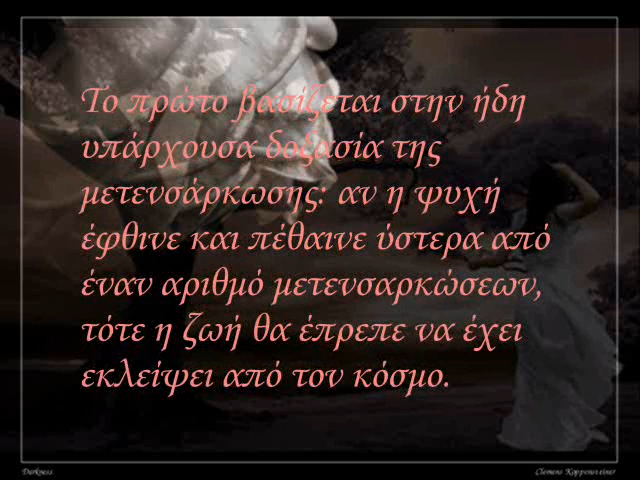 Το πρώτο βασίζεται στην ήδη
υπάρχουσα δοξασία της
μετενσάρκωσης: αν η ψυχή
έφθινε και πέθαινε ύστερα από
έναν αριθμό μετενσαρκώσεων,
τότε η ζωή θα έπρεπε να έχει
εκλείψει από τον κόσμο.
Darkness
Clemens